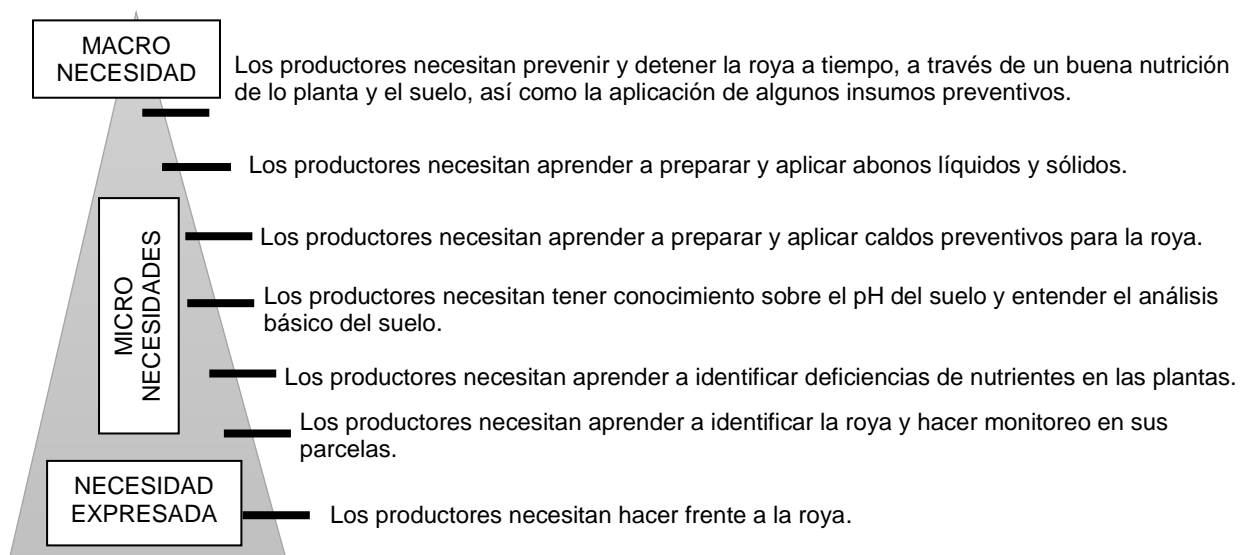 MACRO
NECESIDAD
Los productores necesitan prevenir y detener la roya a tiempo, a través de un buena nutrición
de lo planta y el suelo, así como la aplicación de algunos insumos preventivos.
Los productores necesitan aprender a preparar y aplicar abonos líquidos y sólidos.
MICRO
NECESIDADES
Los productores necesitan aprender a preparar y aplicar caldos preventivos para la roya.
Los productores necesitan tener conocimiento sobre el pH del suelo y entender el análisis
básico del suelo.
Los productores necesitan aprender a identificar deficiencias de nutrientes en las plantas.
Los productores necesitan aprender a identificar la roya y hacer monitoreo en sus
parcelas.
NECESIDAD
EXPRESADA
Los productores necesitan hacer frente a la roya.